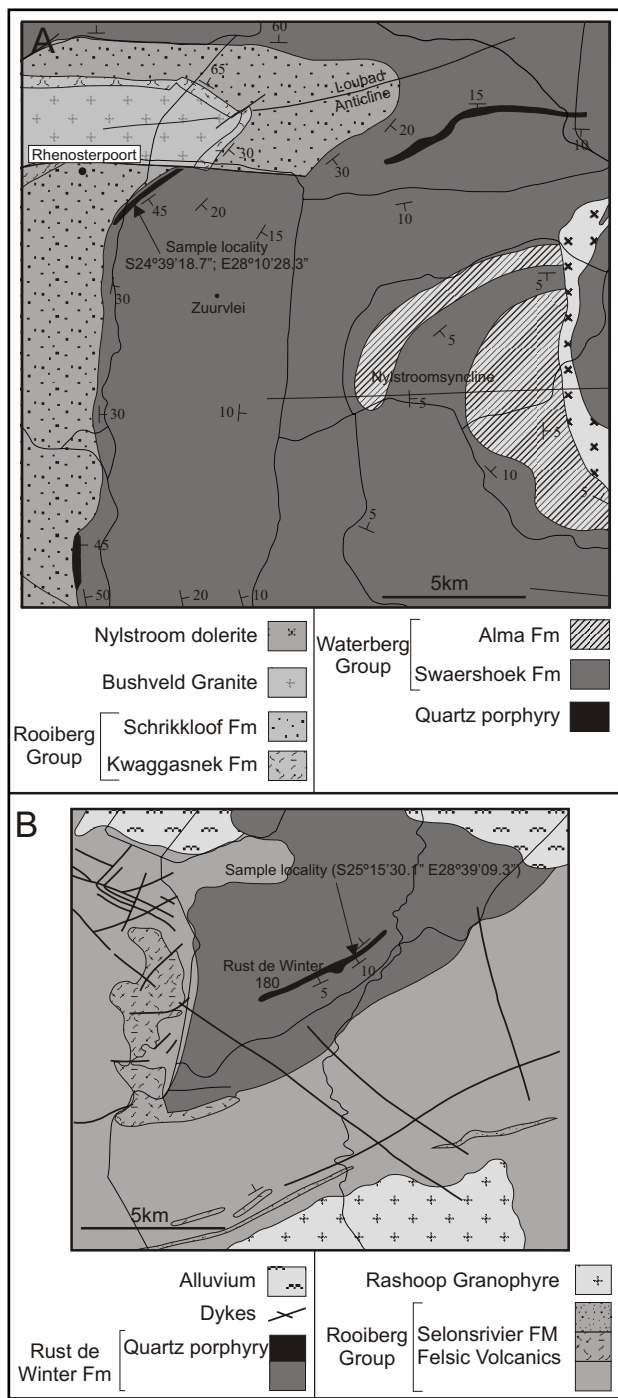 A
60
65
Loubad
Anticline
15
20
10
Rhenosterpoort
30
30
45
20
10
Sample locality
15
S24º39'18.7"; E28º10'28.3"
30
Zuurvlei
5
5
Nylstroomsyncline
5
30
10
5
10
5
5
45
5km
50
20
10
Nylstroom dolerite
Bushveld Granite
Rooiberg
Group
Schrikkloof Fm
Kwaggasnek Fm
Waterberg
Group
Alma Fm
Swaershoek Fm
Quartz porphyry
B
Sample locality (S25º15'30.1" E28º39'09.3")
Rust de Winter
180
10
5
5km
Alluvium
Dykes
Rust de
Winter Fm
Quartz porphyry
Rashoop Granophyre
Rooiberg
Group
Selonsrivier FM
Felsic Volcanics